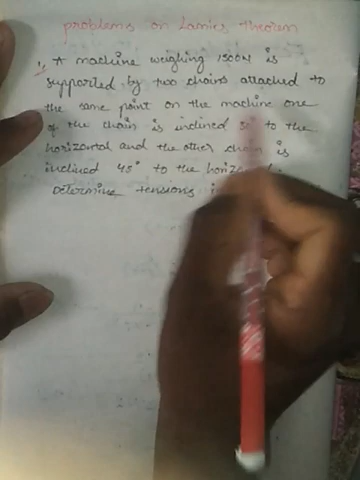 problems on Lamies Theorem
1, A machine weighing 1500N is
supported by two chains attached to
the same point on the machine one
of the chain is inclined to the
horizontal and the other chain is
inclined 45° to the
Determine tensions